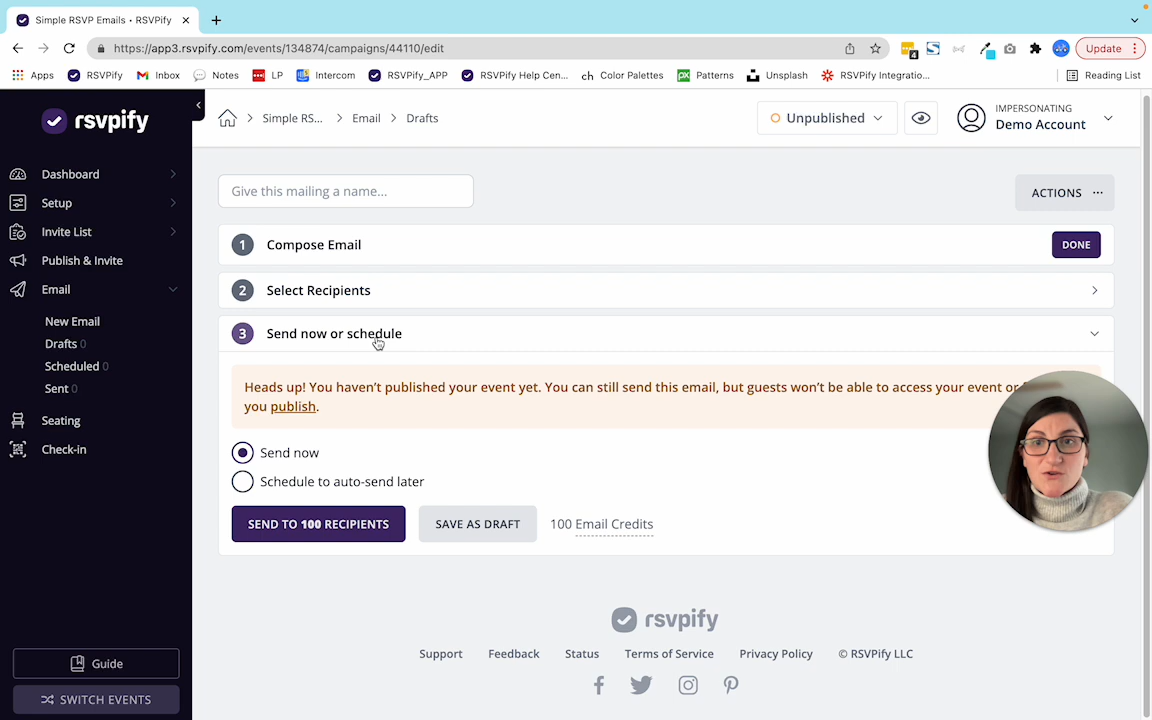 Simple RSVP Emails • RSVPify
https://app3.rsvpify.com/events/134874/campaigns/44110/edit
4
Update
Apps
RSVPify
Inbox
Notes
LP
Intercom
RSVPify_APP
RSVPify Help Cen...
ch Color Palettes
Patterns
Unsplash
RSVPify Integratio...
Reading List
rsvpify
Simple RS...
Email
Drafts
Unpublished
IMPERSONATING
Demo Account
Dashboard
Setup
Invite List
Publish & Invite
Email
New Email
Drafts 0
Scheduled 0
Sent 0
Seating
Check-in
Guide
SWITCH EVENTS
Give this mailing a name...
ACTIONS ...
1 Compose Email
DONE
2 Select Recipients
3 Send now or schedule
Heads up! You haven't published your event yet. You can still send this email, but guests won't be able to access your event or
you publish.
Send now
Schedule to auto-send later
SEND TO 100 RECIPIENTS
SAVE AS DRAFT
100 Email Credits
rsvpify
Support
Feedback
Status
Terms of Service
Privacy Policy
© RSVPify LLC